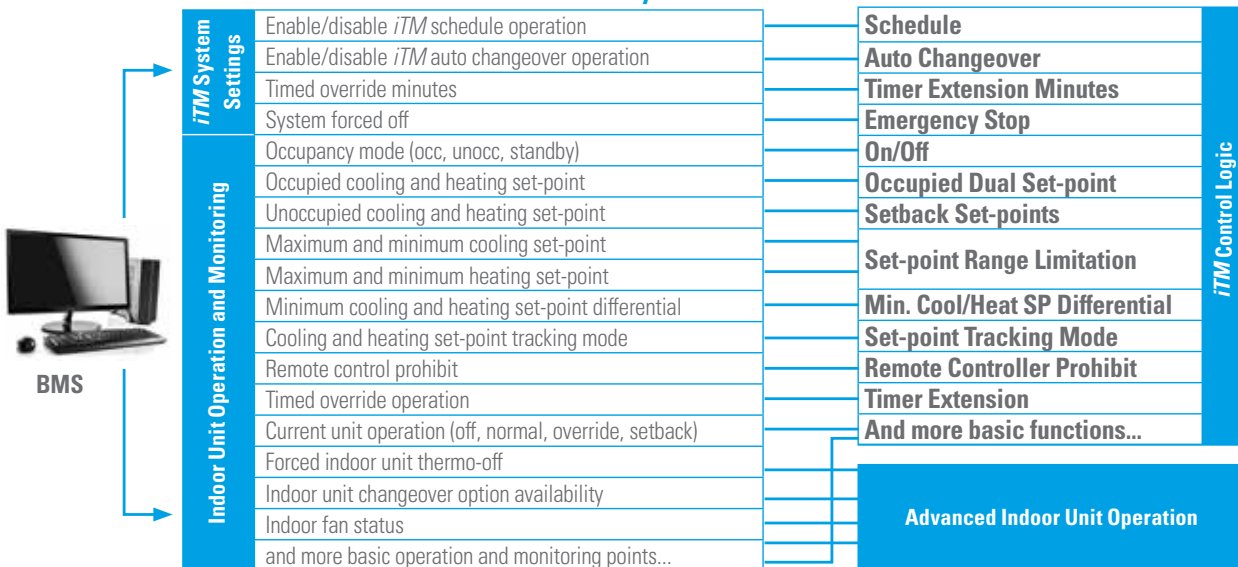 BMS
iTM System Settings
Enable/disable iTM schedule operation
Enable/disable iTM auto changeover operation
Timed override minutes
System forced off
Indoor Unit Operation and Monitoring
Occupancy mode (occ, unocc, standby)
Occupied cooling and heating set-point
Unoccupied cooling and heating set-point
Maximum and minimum cooling set-point
Maximum and minimum heating set-point
Minimum cooling and heating set-point differential
Cooling and heating set-point tracking mode
Remote control prohibit
Timed override operation
Current unit operation (off, normal, override, setback)
Forced indoor unit thermo-off
Indoor unit changeover option availability
Indoor fan status
and more basic operation and monitoring points...
Schedule
Auto Changeover
Timer Extension Minutes
Emergency Stop
On/Off
Occupied Dual Set-point
Setback Set-points
Set-point Range Limitation
Min. Cool/Heat SP Differential
Set-point Tracking Mode
Remote Controller Prohibit
Timer Extension
And more basic functions...
iTM Control Logic
Advanced Indoor Unit Operation